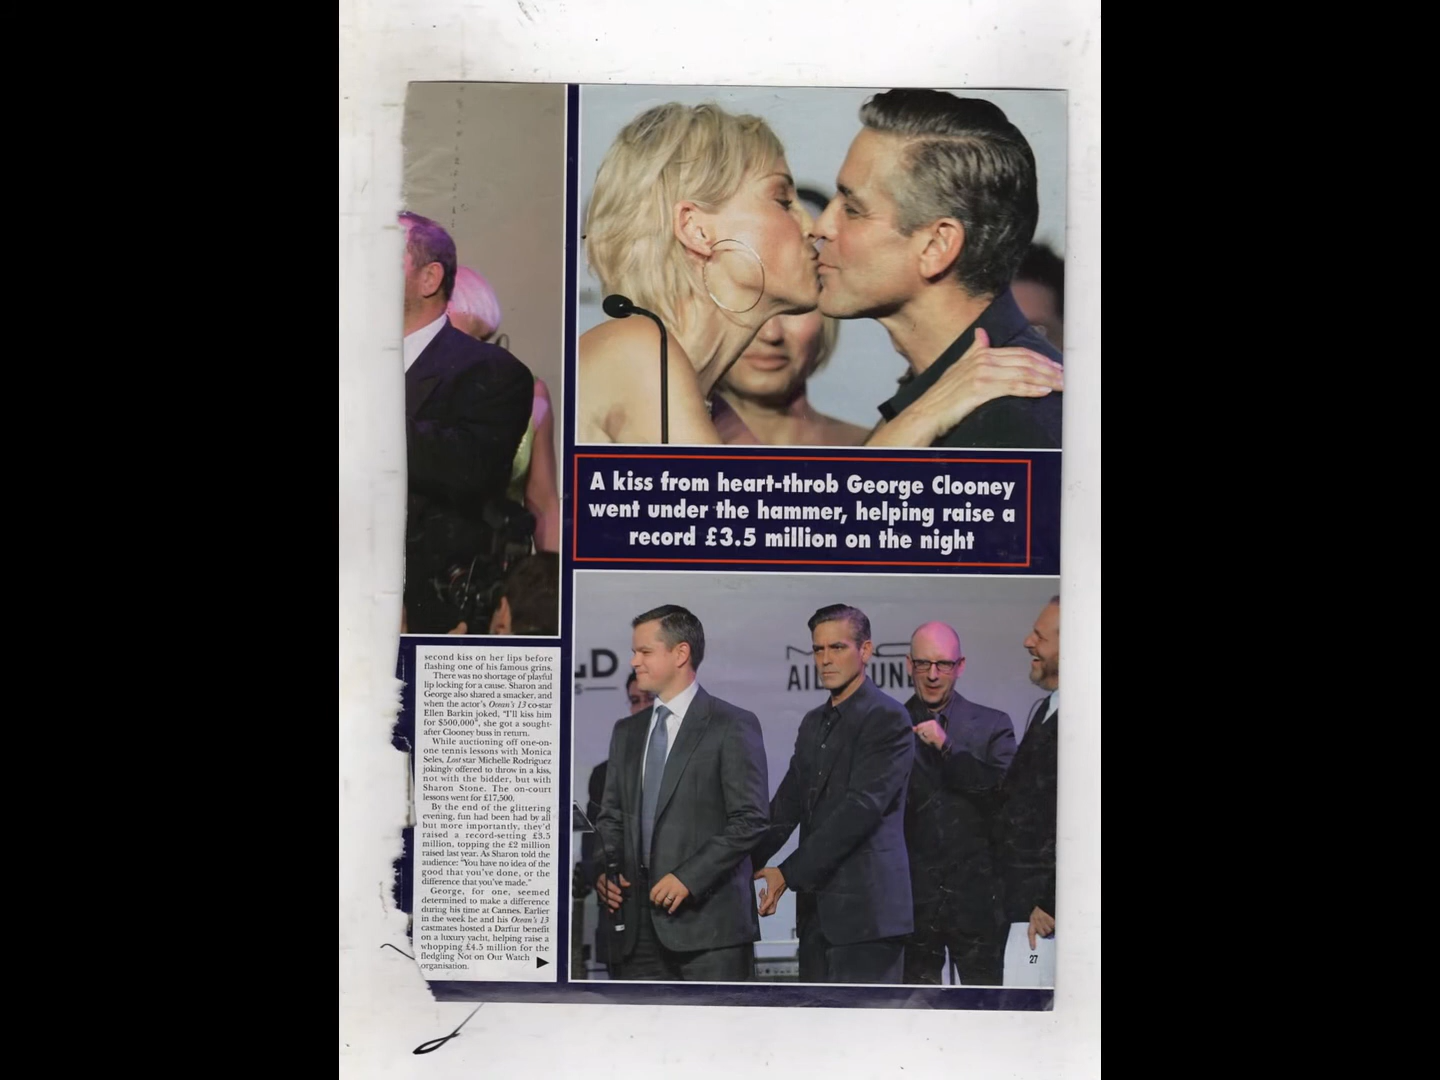 A kiss from heart-throb George Clooney
went under the hammer, helping raise a
record £3.5 million on the night
second kiss on her lips before
flashing one of his famous grins.
There was no shortage of playful
lip locking for a cause. Sharon and
George also shared a smacker, and
when the actor's Ocean's 13 co-star
Ellen Barkin joked, "I'll kiss him
for $500,000", she got a sought-
after Clooney buss in return.
While auctioning off one-on-
one tennis lessons with Monica
Seles, Lost star Michelle Rodriguez
jokingly offered to throw in a kiss,
not with the bidder, but with
Sharon Stone. The on-court
lessons went for £17,500.
By the end of the glittering
evening, fun had been had by all
but more importantly, they'd
raised a record-setting £3.5
million, topping the £2 million
raised last year. As Sharon told the
audience: "You have no idea of the
good that you've done, or the
difference that you've made."
George, for one, seemed
determined to make a difference
during his time at Cannes. Earlier
in the week he and his Ocean's 13
castmates hosted a Darfur benefit
on a luxury yacht, helping raise a
whopping £4.5 million for the
fledgling Not on Our Watch
organisation.
27